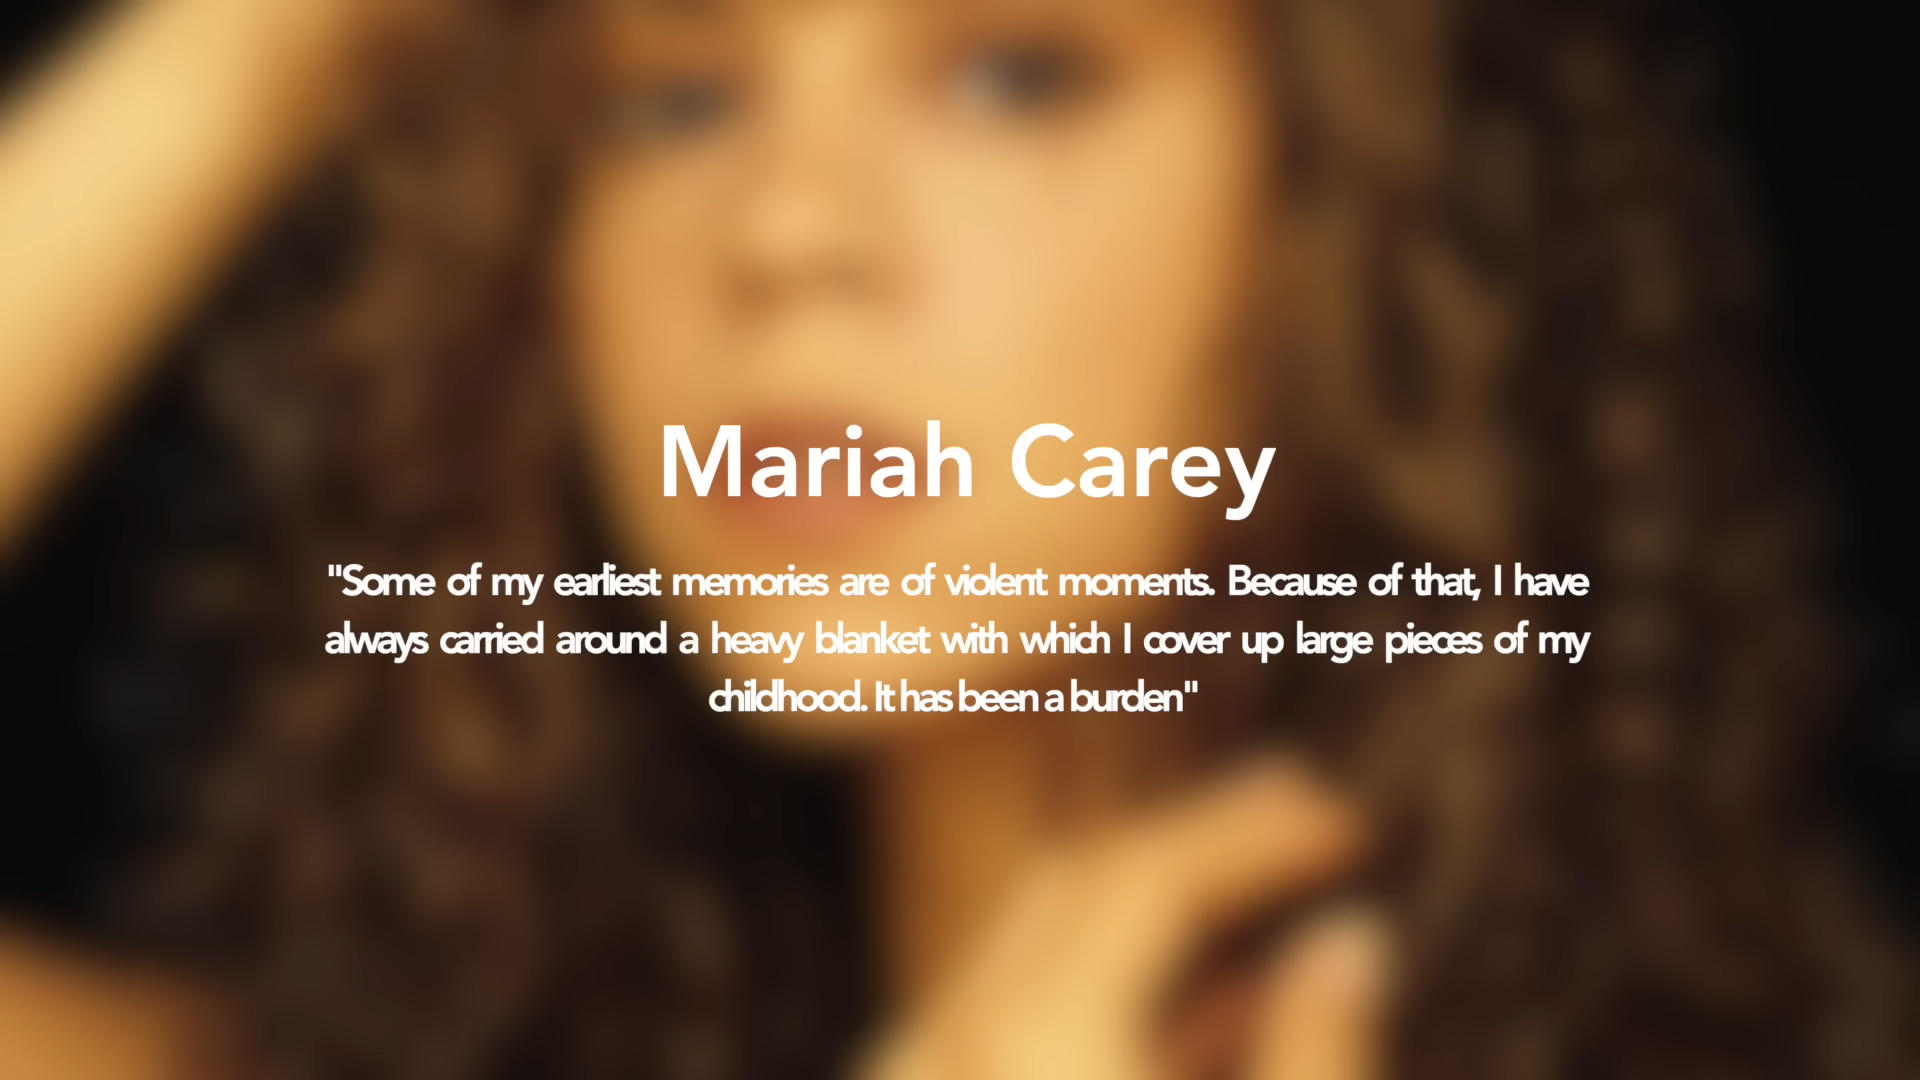 Mariah Carey
"Some of my earliest memories are of violent moments. Because of that, I have
always carried around a heavy blanket with which I cover up large pieces of my
childhood. It has been a burden"